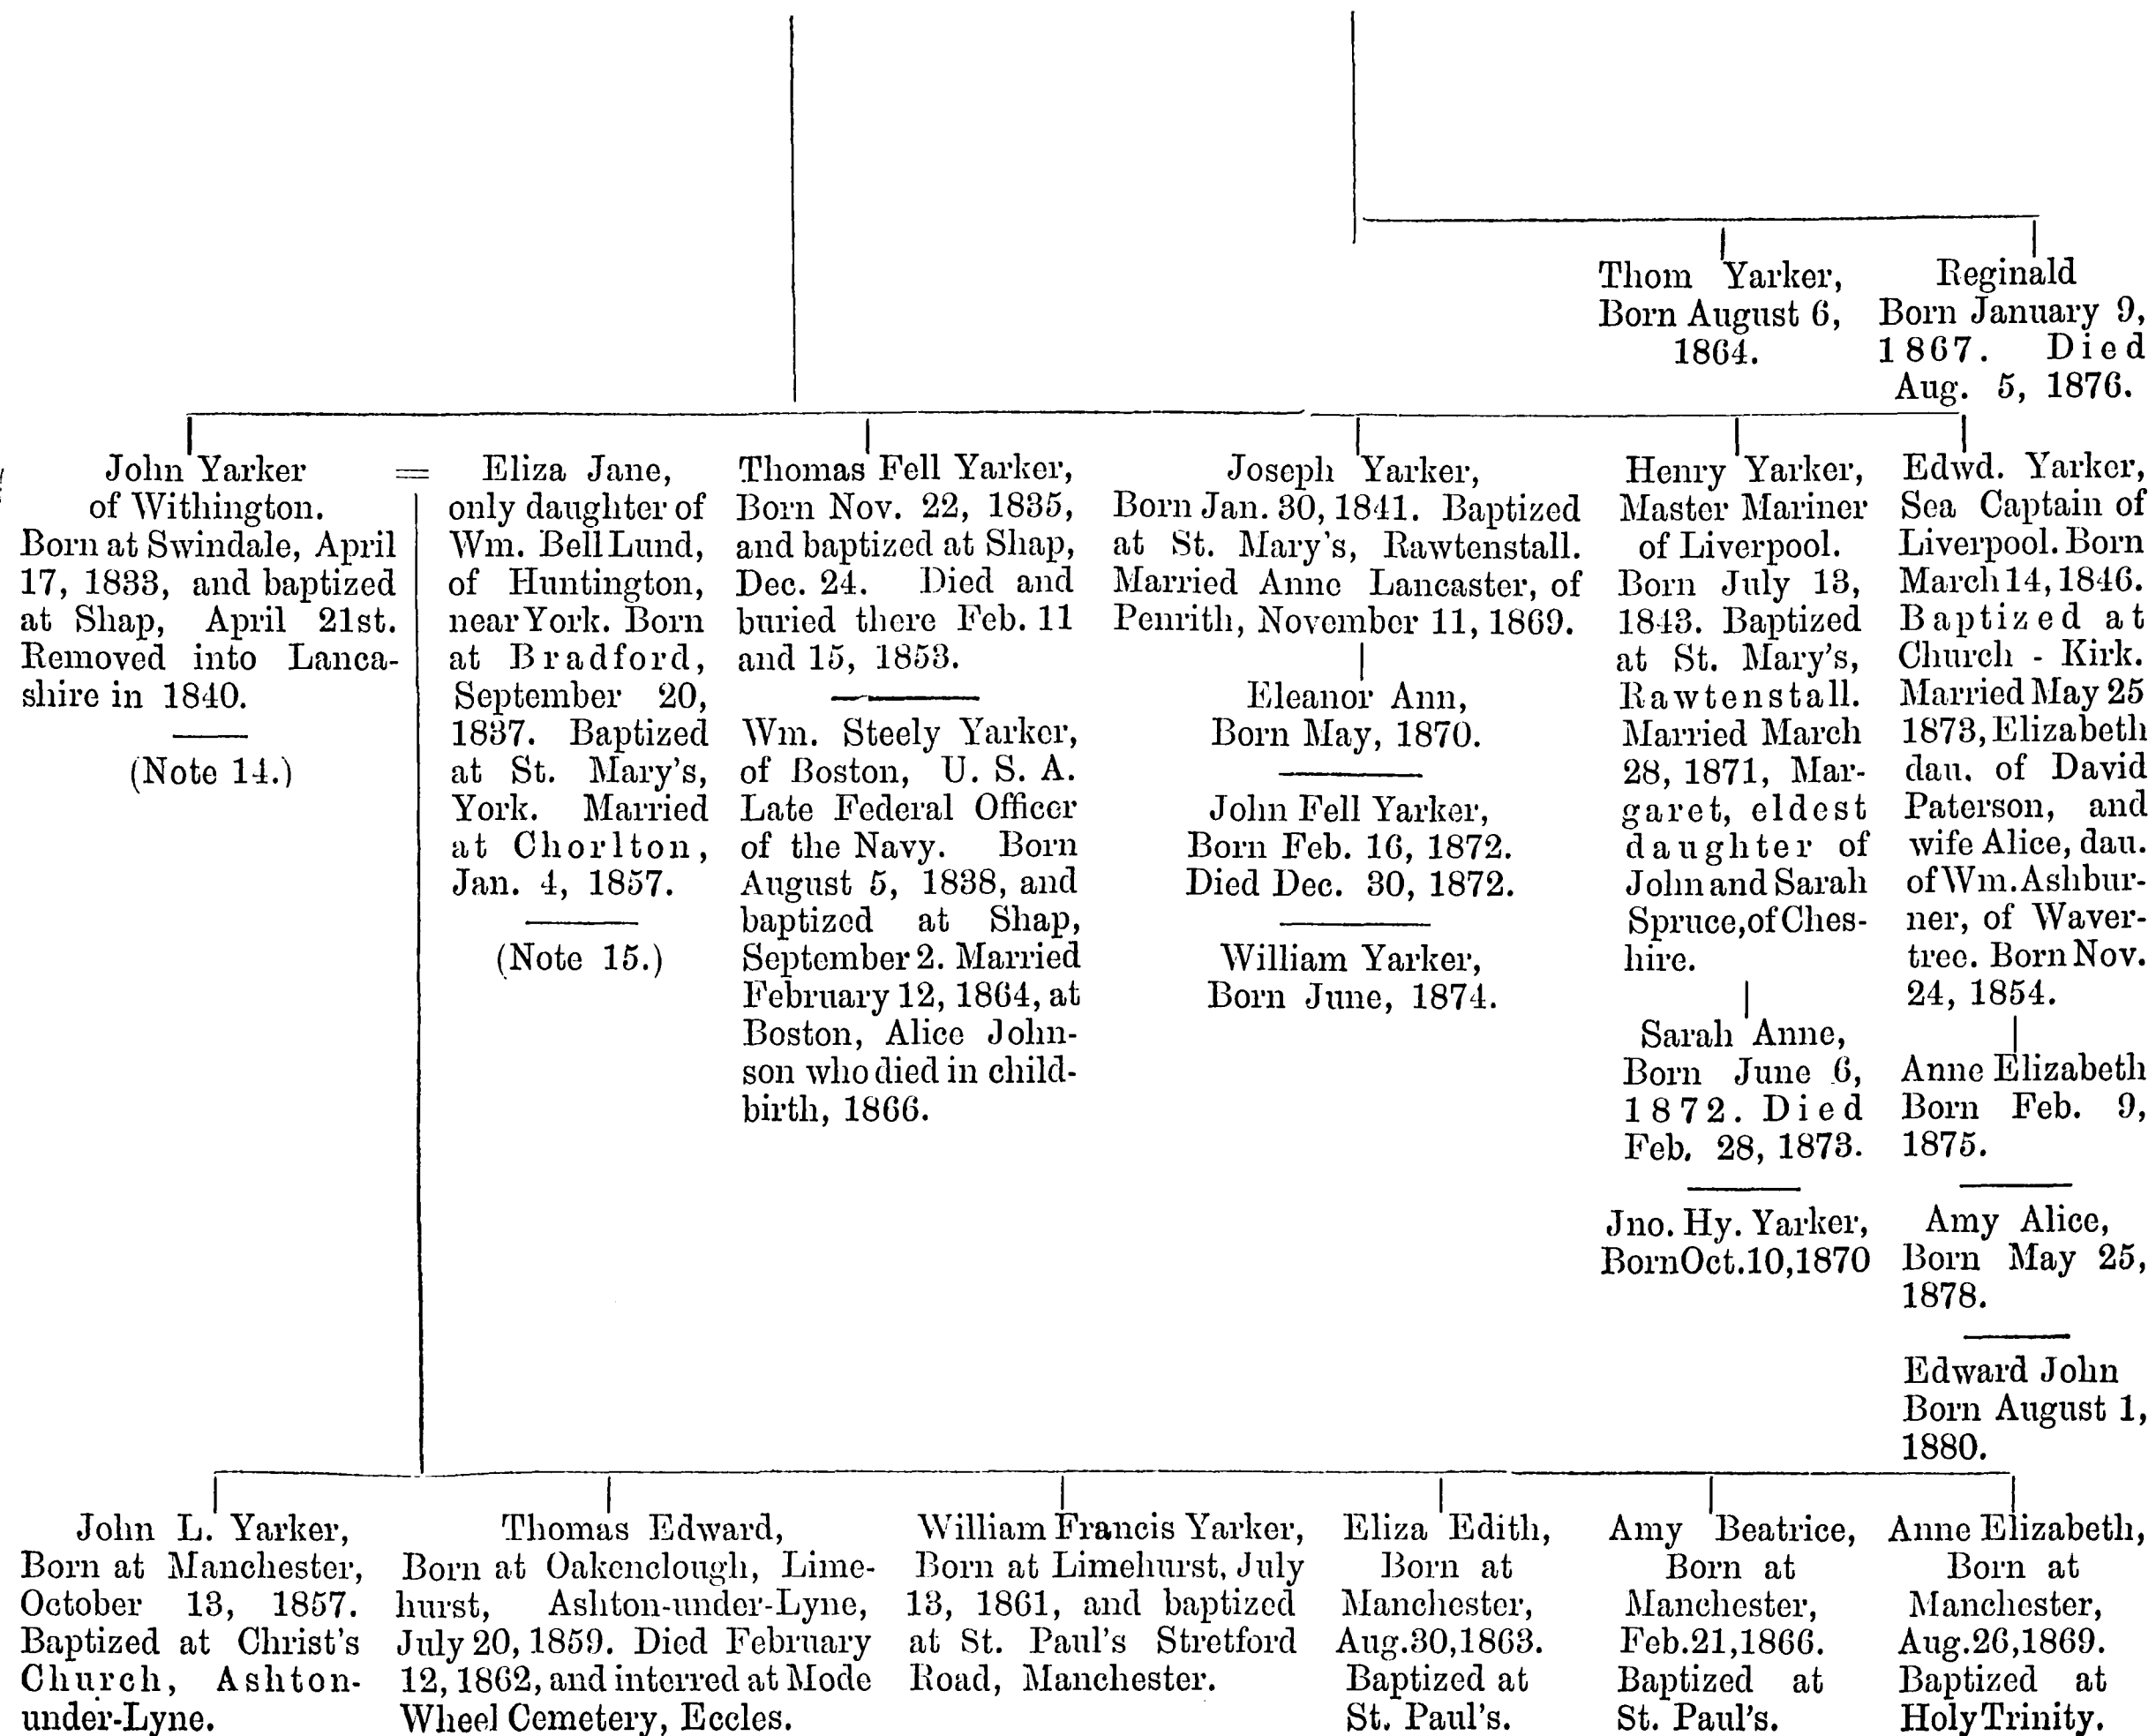 Thom Yarker,
Born August 6,
1864.
Reginald
Born January 9,
1867. Died
Aug. 5, 1876.
John Yarker
of Withington.
Born at Swindale, April
17, 1833, and baptized
at Shap, April 21st.
Removed into Lanca-
shire in 1840.
(Note 14.)
=
Eliza Jane,
only daughter of
Wm. Bell Lund,
of Huntington,
near York. Born
at Bradford,
September 20,
1837. Baptized
at St. Mary's,
York. Married
at Chorlton,
Jan. 4, 1857.
(Note 15.)
Thomas Fell Yarker,
Born Nov. 22, 1835,
and baptized at Shap,
Dec. 24. Died and
buried there Feb. 11
and 15, 1853.
Wm. Steely Yarker,
of Boston, U. S. A.
Late Federal Officer
of the Navy. Born
August 5, 1838, and
baptized at Shap,
September 2. Married
February 12, 1864, at
Boston, Alice John-
son who died in child-
birth, 1866.
Joseph Yarker,
Born Jan. 30, 1841. Baptized
at St. Mary's, Rawtenstall.
Married Anne Lancaster, of
Penrith, November 11, 1869.
Eleanor Ann,
Born May, 1870.
John Fell Yarker,
Born Feb. 16, 1872.
Died Dec. 30, 1872.
William Yarker,
Born June, 1874.
Henry Yarker,
Master Mariner
of Liverpool.
Born July 13,
1843. Baptized
at St. Mary's,
Rawtenstall.
Married March
28, 1871, Mar-
garet, eldest
daughter of
John and Sarah
Spruce, of Ches-
hire.
Sarah Anne,
Born June 6,
1872. Died
Feb. 28, 1873.
Jno. Hy. Yarker,
Born Oct. 10, 1870
Edwd. Yarker,
Sea Captain of
Liverpool. Born
March 14, 1846.
Baptized at
Church - Kirk.
Married May 25
1873, Elizabeth
dau. of David
Paterson, and
wife Alice, dau.
of Wm. Ashbur-
ner, of Waver-
tree. Born Nov.
24, 1854.
Anne Elizabeth
Born Feb. 9,
1875.
Amy Alice,
Born May 25,
1878.
Edward John
Born August 1,
1880.
John L. Yarker,
Born at Manchester,
October 13, 1857.
Baptized at Christ's
Church, Ashton-
under-Lyne.
Thomas Edward,
Born at Oakenclough, Lime-
hurst, Ashton-under-Lyne,
July 20, 1859. Died February
12, 1862, and interred at Mode
Wheel Cemetery, Eccles.
William Francis Yarker,
Born at Limehurst, July
13, 1861, and baptized
at St. Paul's Stretford
Road, Manchester.
Eliza Edith,
Born at
Manchester,
Aug. 30, 1863.
Baptized at
St. Paul's.
Amy Beatrice,
Born at
Manchester,
Feb. 21, 1866.
Baptized at
St. Paul's.
Anne Elizabeth,
Born at
Manchester,
Aug. 26, 1869.
Baptized at
Holy Trinity.